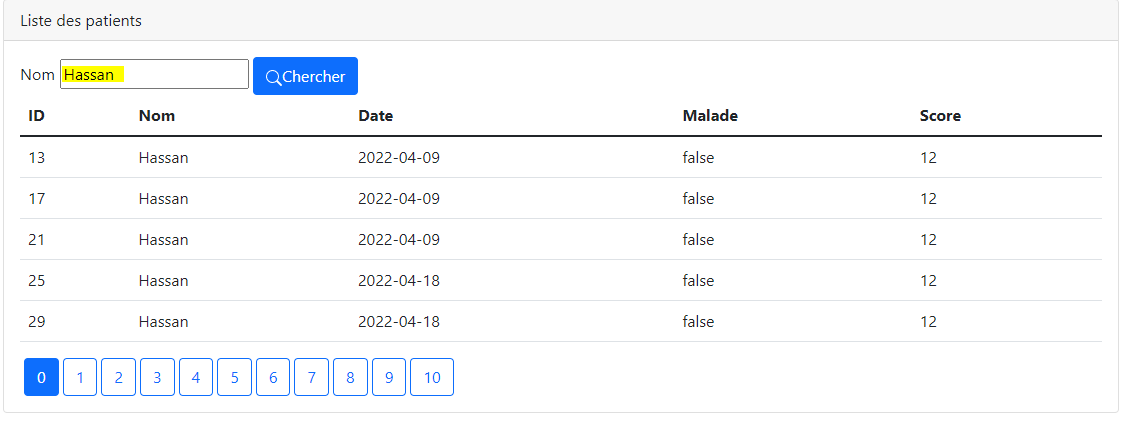 Liste des patients
Nom Hassan Chercher
ID Nom Date Malade Score
13 Hassan 2022-04-09 false 12
17 Hassan 2022-04-09 false 12
21 Hassan 2022-04-09 false 12
25 Hassan 2022-04-18 false 12
29 Hassan 2022-04-18 false 12
0 1 2 3 4 5 6 7 8 9 10